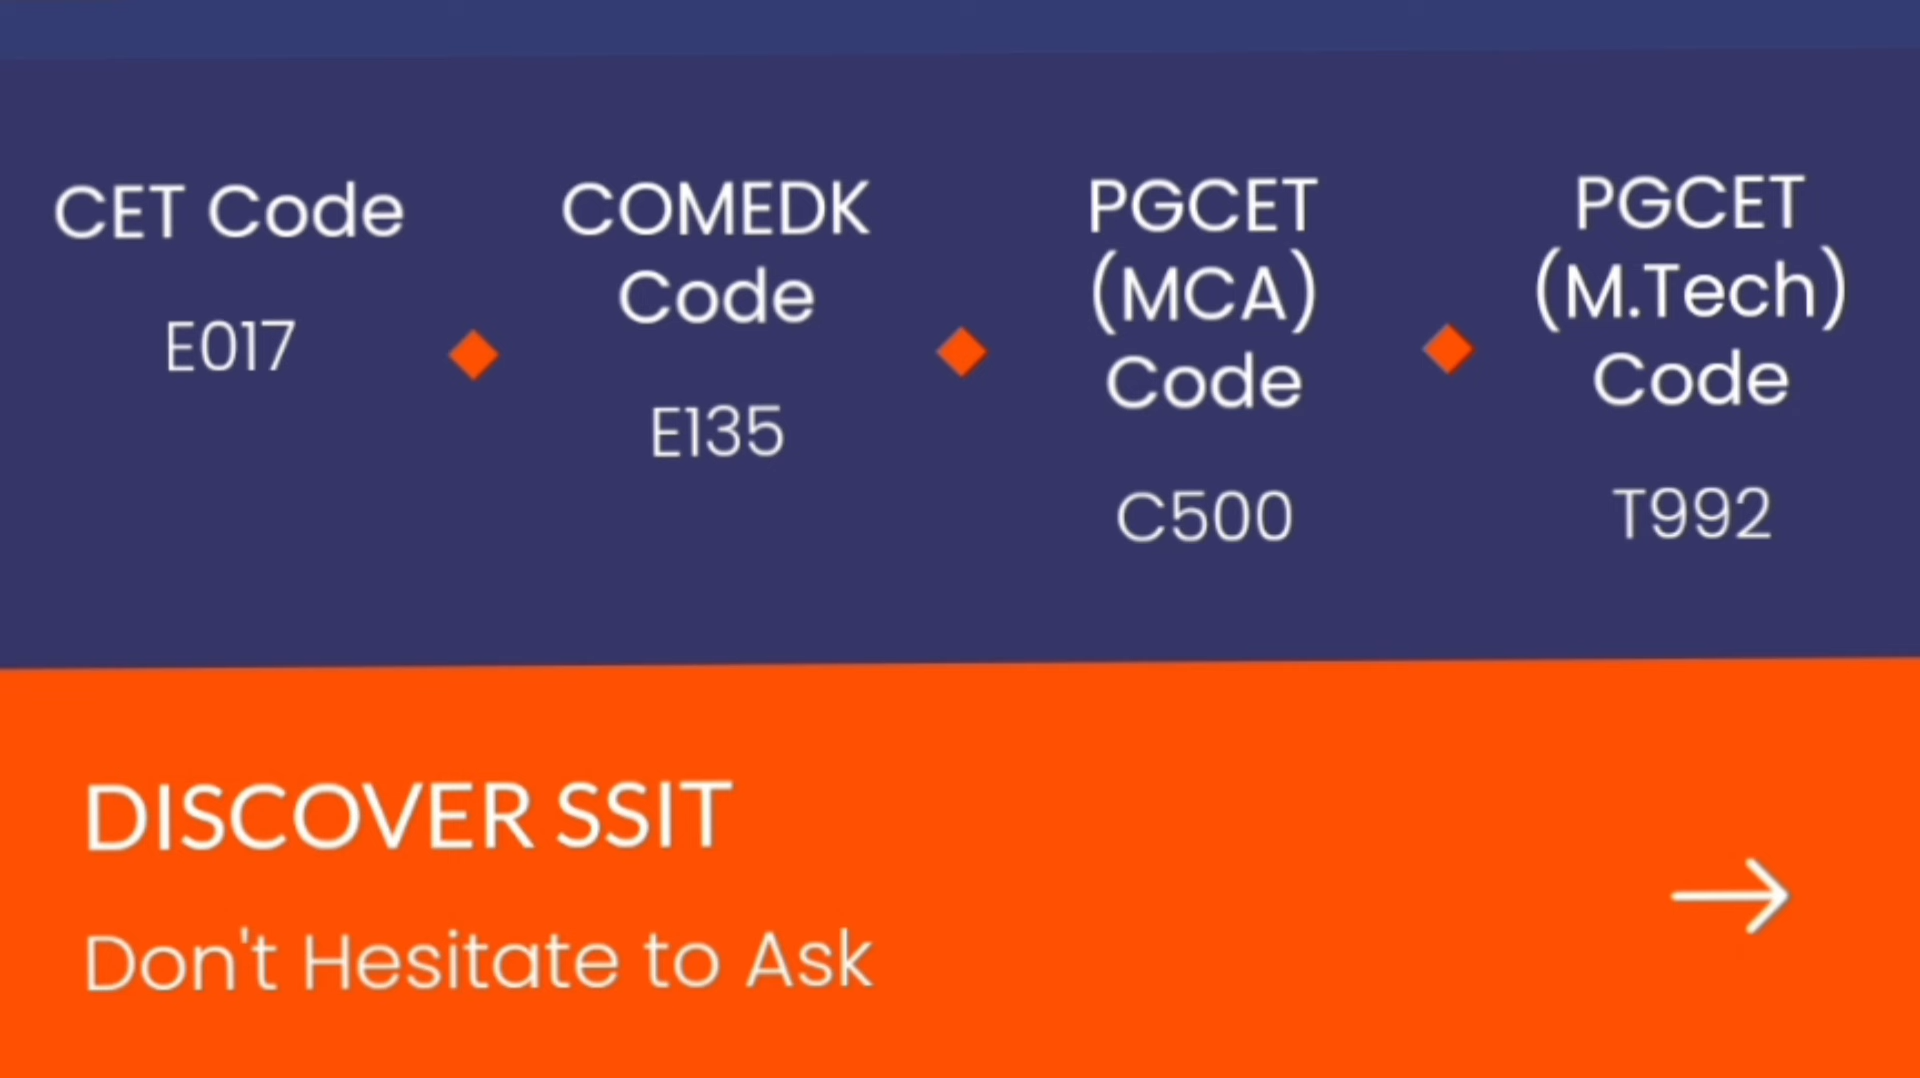 CET Code
E017
COMEDK
Code
E135
PGCET
(MCA)
Code
C500
PGCET
(M.Tech)
Code
T992
DISCOVER SSIT
Don't Hesitate to Ask